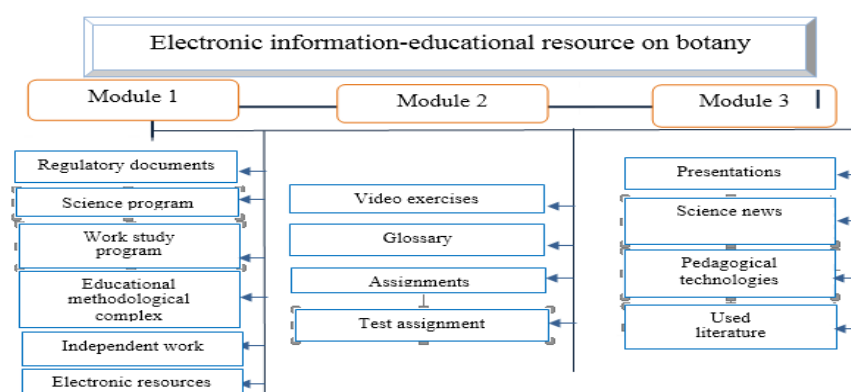 Electronic information-educational resource on botany
Module 1
Module 2
Module 3
Regulatory documents
Science program
Work study
program
Educational
methodological
complex
Independent work
Electronic resources
Video exercises
Glossary
Assignments
Test assignment
Presentations
Science news
Pedagogical
technologies
Used
literature